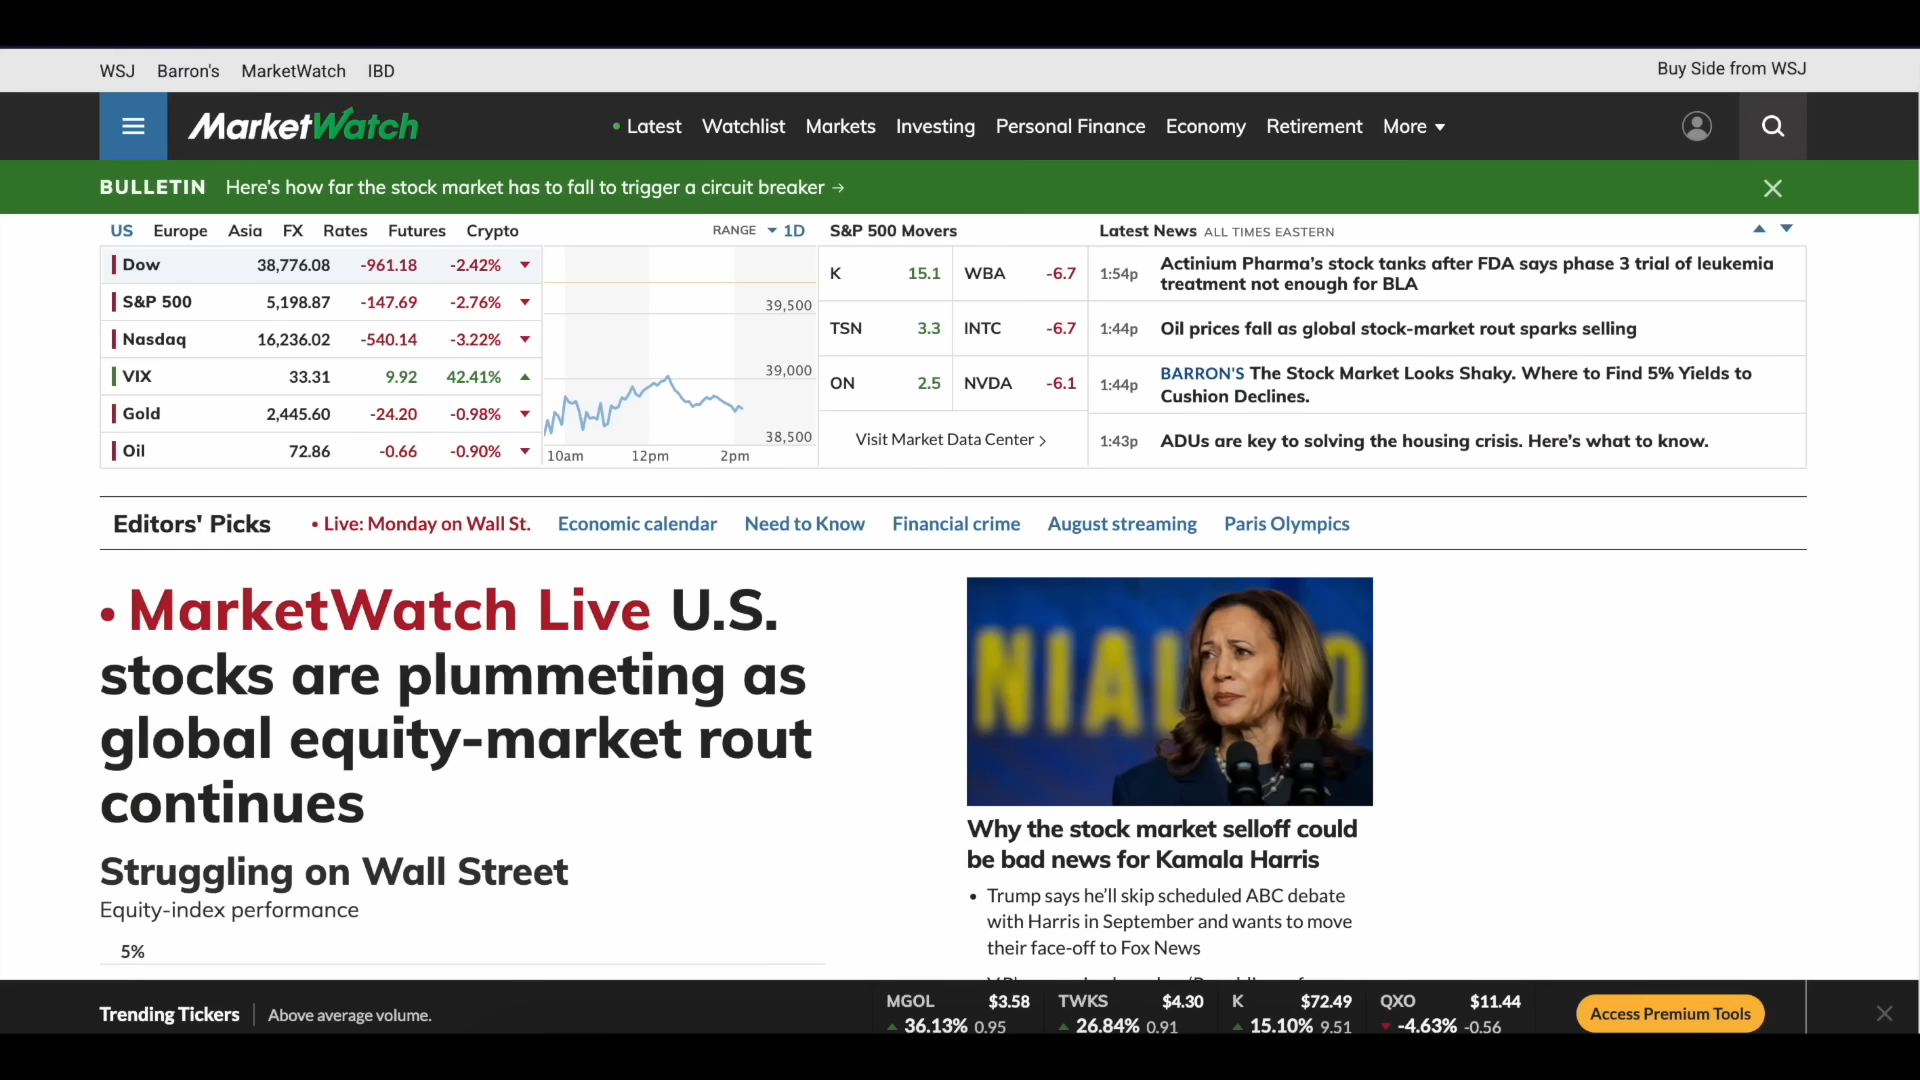 WSJ Barron's MarketWatch IBD Buy Side from WSJ
MarketWatch Latest Watchlist Markets Investing Personal Finance Economy Retirement More
BULLETIN Here's how far the stock market has to fall to trigger a circuit breaker →
US Europe Asia FX Rates Futures Crypto RANGE 1D
Dow 38,776.08 -961.18 -2.42%
S&P 500 5,198.87 -147.69 -2.76%
Nasdaq 16,236.02 -540.14 -3.22%
VIX 33.31 9.92 42.41%
Gold 2,445.60 -24.20 -0.98%
Oil 72.86 -0.66 -0.90%
39,500
39,000
38,500
10am 12pm 2pm
S&P 500 Movers
K 15.1 WBA -6.7
TSN 3.3 INTC -6.7
ON 2.5 NVDA -6.1
Visit Market Data Center >
Latest News ALL TIMES EASTERN
1:54p Actinium Pharma's stock tanks after FDA says phase 3 trial of leukemia
treatment not enough for BLA
1:44p Oil prices fall as global stock-market rout sparks selling
1:44p BARRON'S The Stock Market Looks Shaky. Where to Find 5% Yields to
Cushion Declines.
1:43p ADUs are key to solving the housing crisis. Here's what to know.
Editors' Picks • Live: Monday on Wall St. Economic calendar Need to Know Financial crime August streaming Paris Olympics
• MarketWatch Live U.S.
stocks are plummeting as
global equity-market rout
continues
Struggling on Wall Street
Equity-index performance
5%
NIAL O
Why the stock market selloff could
be bad news for Kamala Harris
• Trump says he'll skip scheduled ABC debate
with Harris in September and wants to move
their face-off to Fox News
Trending Tickers Above average volume.
MGOL $3.58
36.13% 0.95
TWKS $4.30
26.84% 0.91
K $72.49
15.10% 9.51
QXO $11.44
-4.63% -0.56
Access Premium Tools